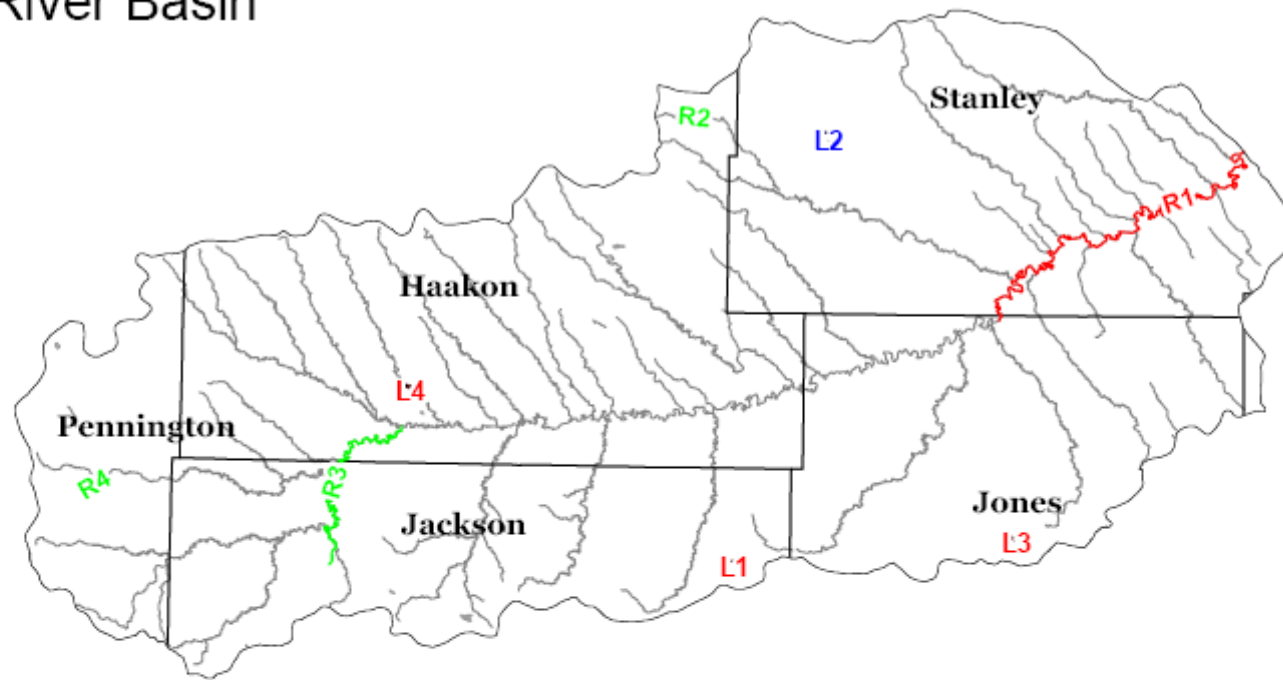 River Basin
Stanley
R2
L2
R1
Haakon
L4
Pennington
R4
R3
Jackson
Jones
L3
L1